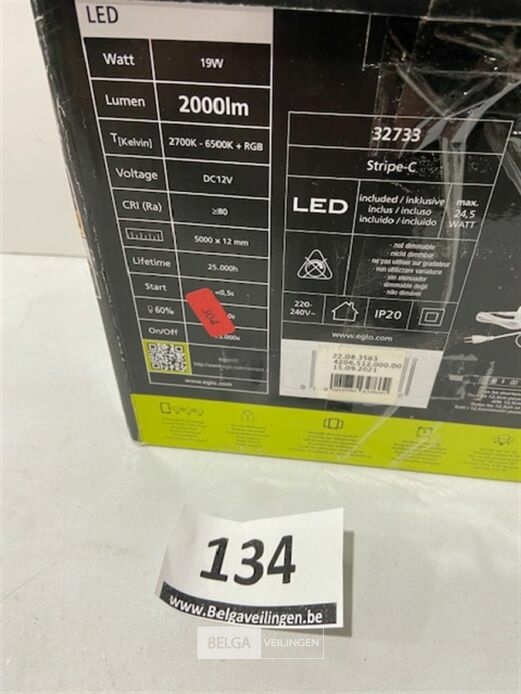 LED
Watt 19W
Lumen 2000lm
T[Kelvin] 2700K - 6500K + RGB
Voltage DC12V
CRI (Ra) ≥80
5000 x 12 mm
Lifetime 25.000h
Start <0,5s
60%
On/Off
Support
www.eglo.com
304
32733
Stripe-C
LED
included / inklusive
inclus / incluso
incluido / incluído
max.
24,5
WATT
- not dimmable
- nicht dimmbar
- ne pas utiliser sur gradateur
- non utilizzare variatore
- sin atenuador
- dimmable değil
- não dimável
220-
240V~
IP20
www.eglo.com
22.08.3563
4206.512.000.00
15.09.2021
134
www.Belgaveilingen.be
BELGA VEILINGEN